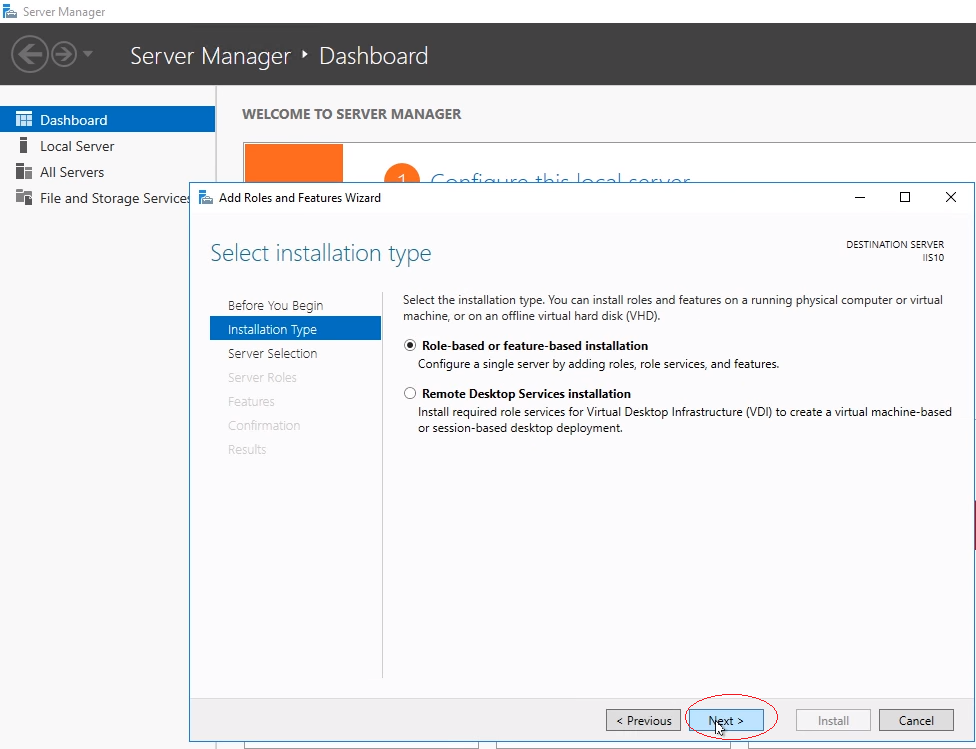 Server Manager
Server Manager ‣ Dashboard
Dashboard
Local Server
All Servers
File and Storage Services
WELCOME TO SERVER MANAGER
1 Configure this local server
Add Roles and Features Wizard
Select installation type
DESTINATION SERVER
IIS10
Before You Begin
Installation Type
Server Selection
Server Roles
Features
Confirmation
Results
Select the installation type. You can install roles and features on a running physical computer or virtual
machine, or on an offline virtual hard disk (VHD).
Role-based or feature-based installation
Configure a single server by adding roles, role services, and features.
Remote Desktop Services installation
Install required role services for Virtual Desktop Infrastructure (VDI) to create a virtual machine-based
or session-based desktop deployment.
< Previous
Next >
Install
Cancel